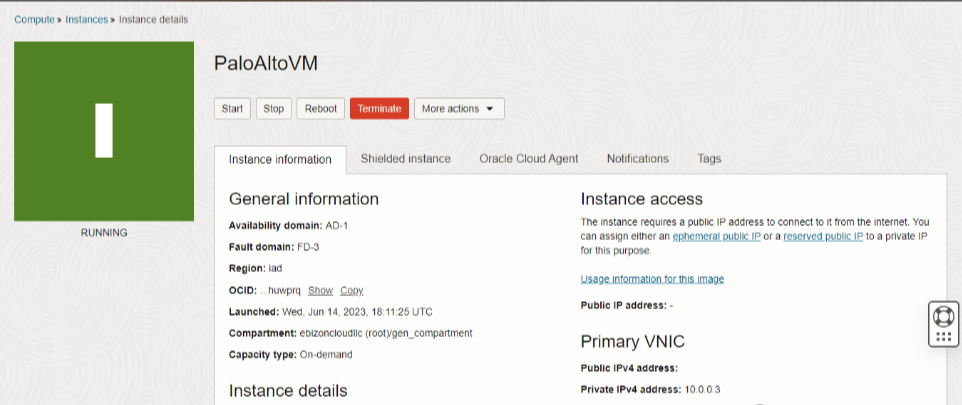 Compute » Instances » Instance details
PaloAltoVM
Start Stop Reboot Terminate More actions
RUNNING
Instance information Shielded instance Oracle Cloud Agent Notifications Tags
General information
Availability domain: AD-1
Fault domain: FD-3
Region: iad
OCID: ...huwprq Show Copy
Launched: Wed, Jun 14, 2023, 18:11:25 UTC
Compartment: ebizoncloudllc (root)/gen_compartment
Capacity type: On-demand
Instance details
Instance access
The instance requires a public IP address to connect to it from the internet. You
can assign either an ephemeral public IP or a reserved public IP to a private IP
for this purpose.
Usage information for this image
Public IP address: -
Primary VNIC
Public IPv4 address:
Private IPv4 address: 10.0.0.3